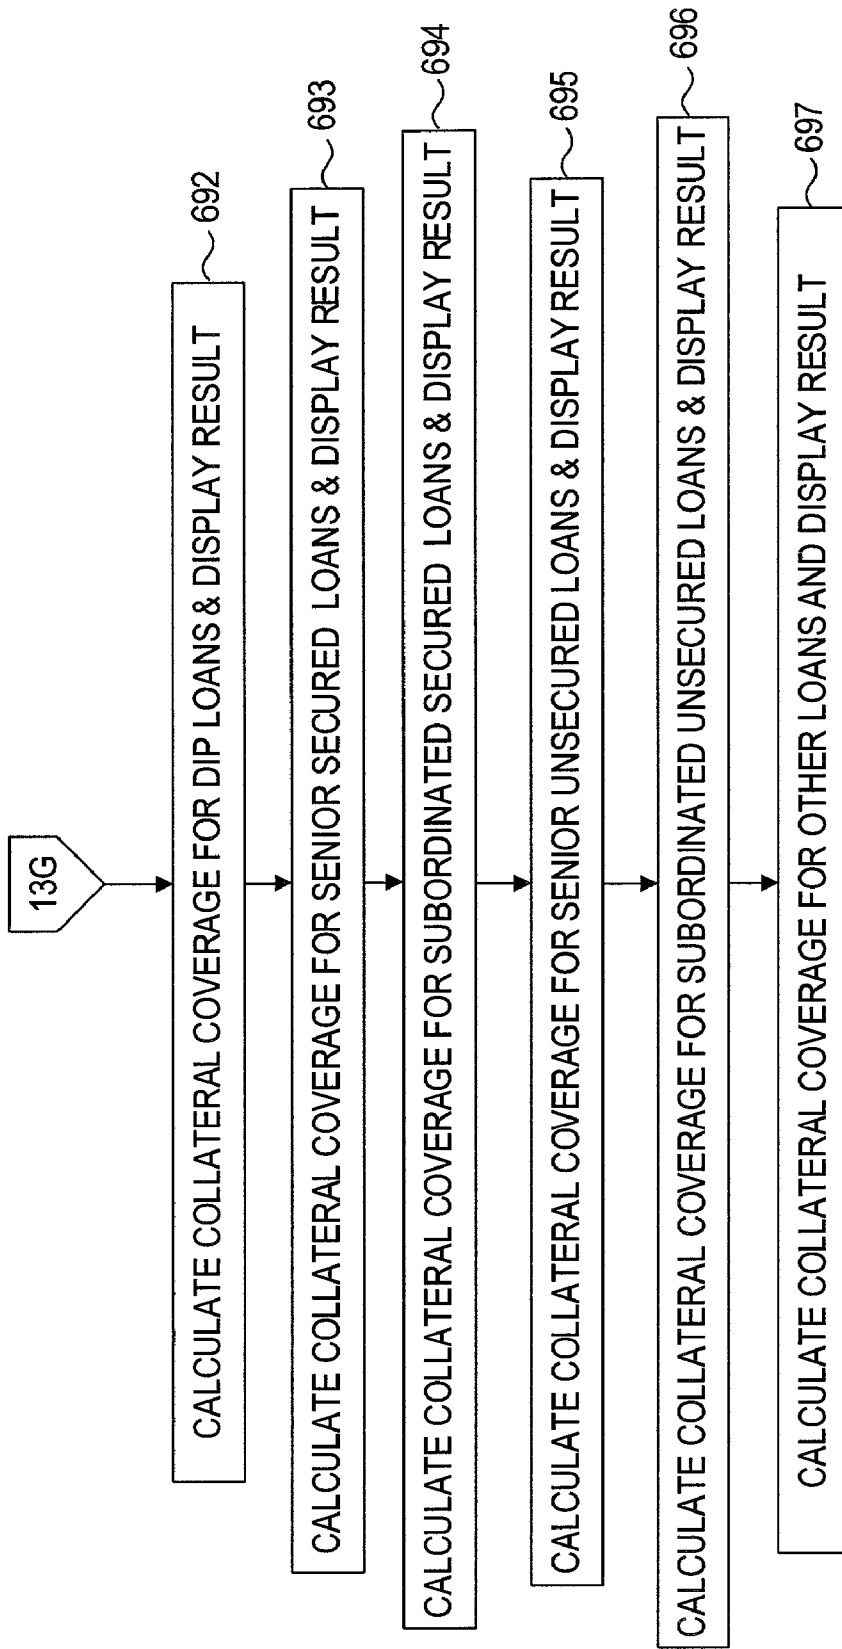 13G
CALCULATE COLLATERAL COVERAGE FOR DIP LOANS & DISPLAY RESULT
692
CALCULATE COLLATERAL COVERAGE FOR SENIOR SECURED LOANS & DISPLAY RESULT
693
CALCULATE COLLATERAL COVERAGE FOR SUBORDINATED SECURED LOANS & DISPLAY RESULT
694
CALCULATE COLLATERAL COVERAGE FOR SENIOR UNSECURED LOANS & DISPLAY RESULT
695
CALCULATE COLLATERAL COVERAGE FOR SUBORDINATED UNSECURED LOANS & DISPLAY RESULT
696
CALCULATE COLLATERAL COVERAGE FOR OTHER LOANS AND DISPLAY RESULT
697